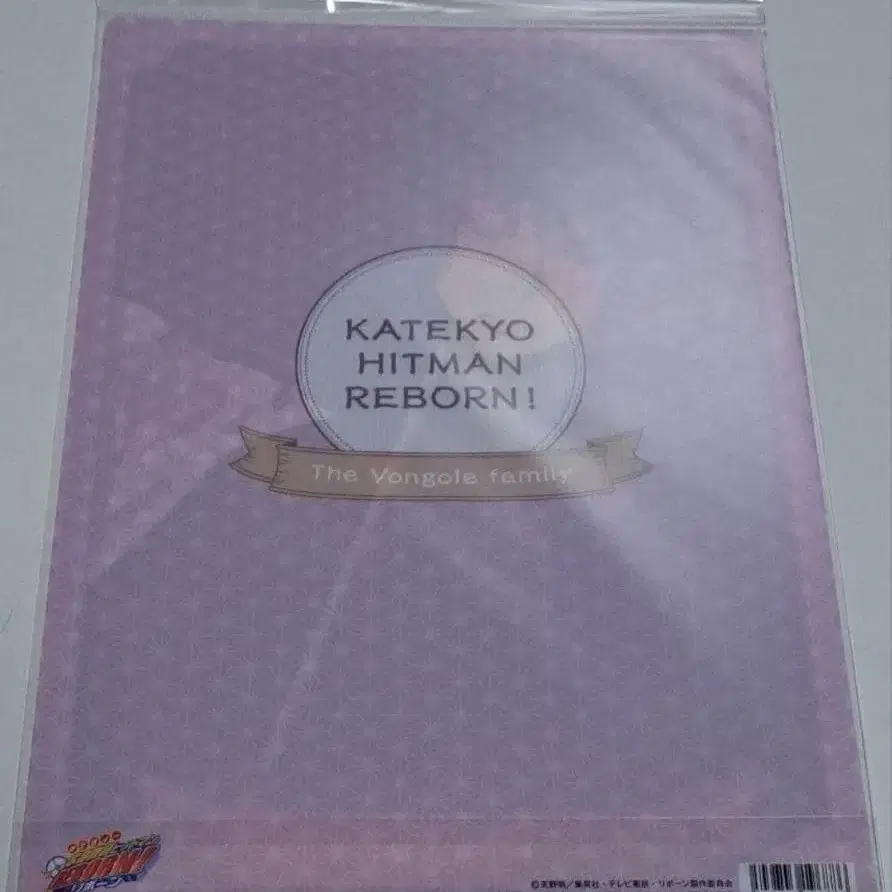 KATEKYO
HITMAN
REBORN!
The Vongole family
REBORN!
©天野明／集英社・テレビ東京・リボーン製作委員会